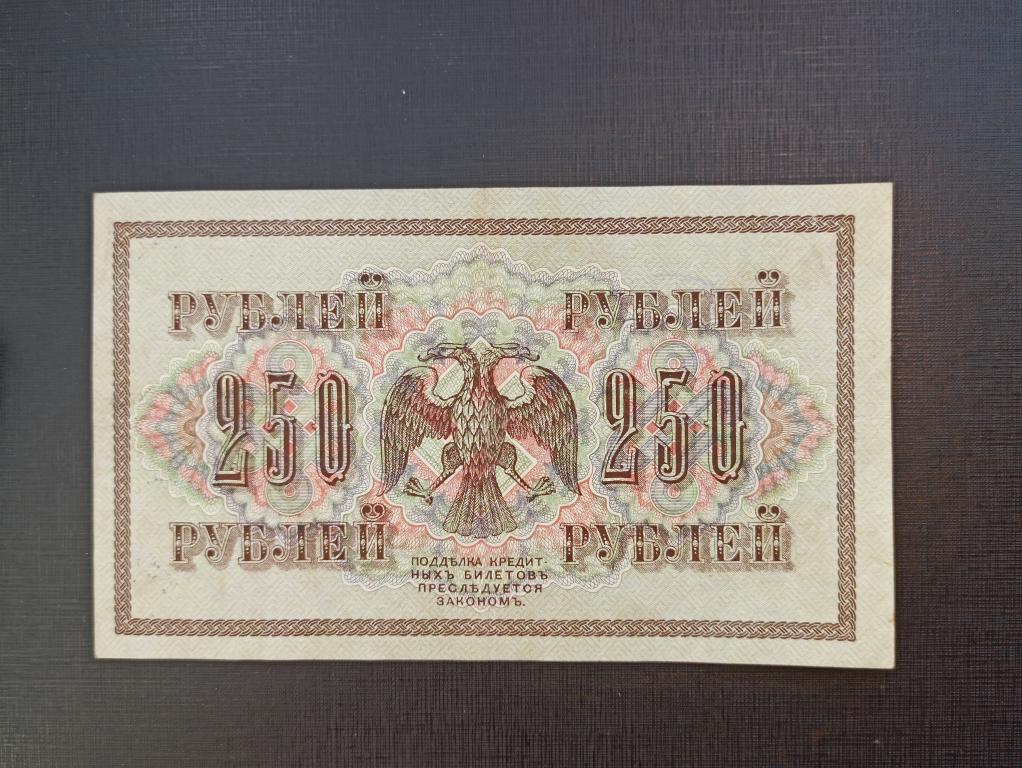 РУБЛЕЙ РУБЛЕЙ
250 250
РУБЛЕЙ РУБЛЕЙ
ПОДДѢЛКА КРЕДИТ-
НЫХЪ БИЛЕТОВЪ
ПРЕСЛѢДУЕТСЯ
ЗАКОНОМЪ.